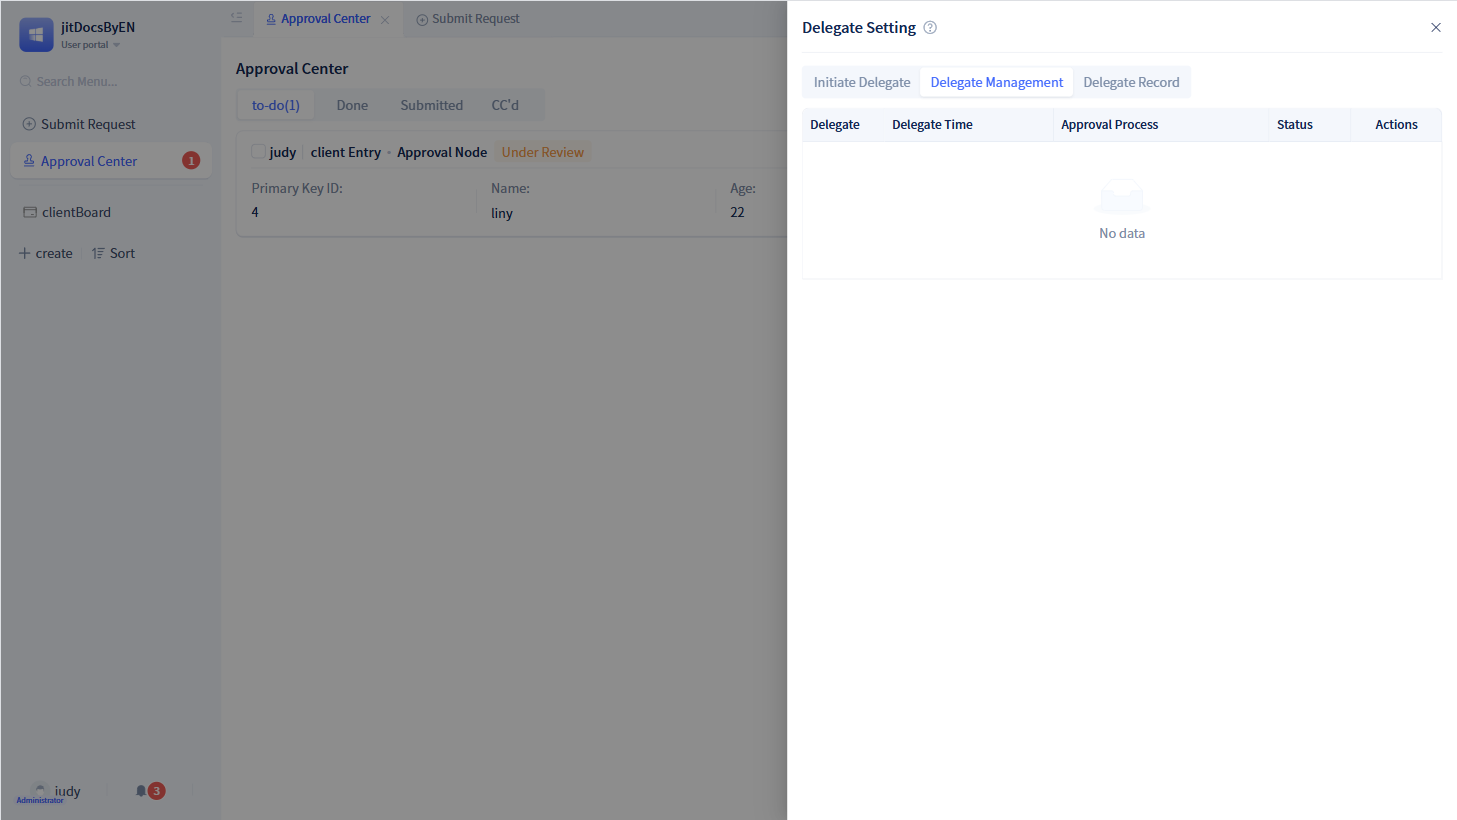 jitDocsByEN
User portal
Search Menu...
Submit Request
Approval Center 1
clientBoard
create Sort
judy
Administrator
3
Approval Center Submit Request
Approval Center
to-do(1) Done Submitted CC'd
judy client Entry • Approval Node Under Review
Primary Key ID: Name: Age:
4 liny 22
Delegate Setting ?
Initiate Delegate Delegate Management Delegate Record
Delegate Delegate Time Approval Process Status Actions
No data